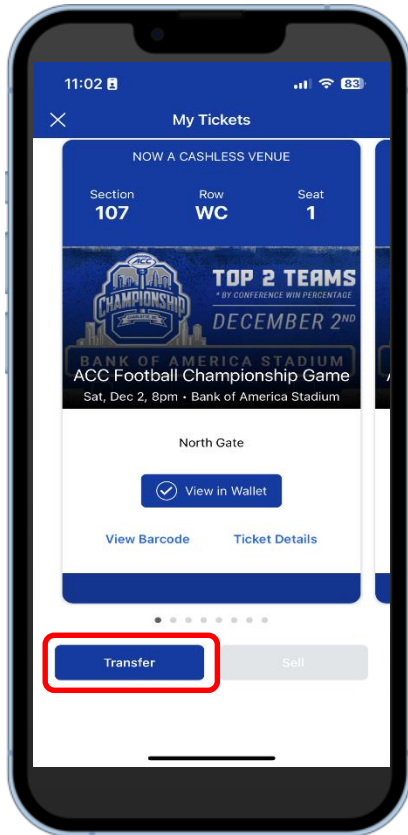 11:02
83
My Tickets
NOW A CASHLESS VENUE
Section Row Seat
107 WC 1
ACC
CHAMPIONSHIP
TOP 2 TEAMS
* BY CONFERENCE WIN PERCENTAGE
DECEMBER 2ND
BANK OF AMERICA STADIUM
ACC Football Championship Game
Sat, Dec 2, 8pm • Bank of America Stadium
North Gate
View in Wallet
View Barcode Ticket Details
Transfer Sell